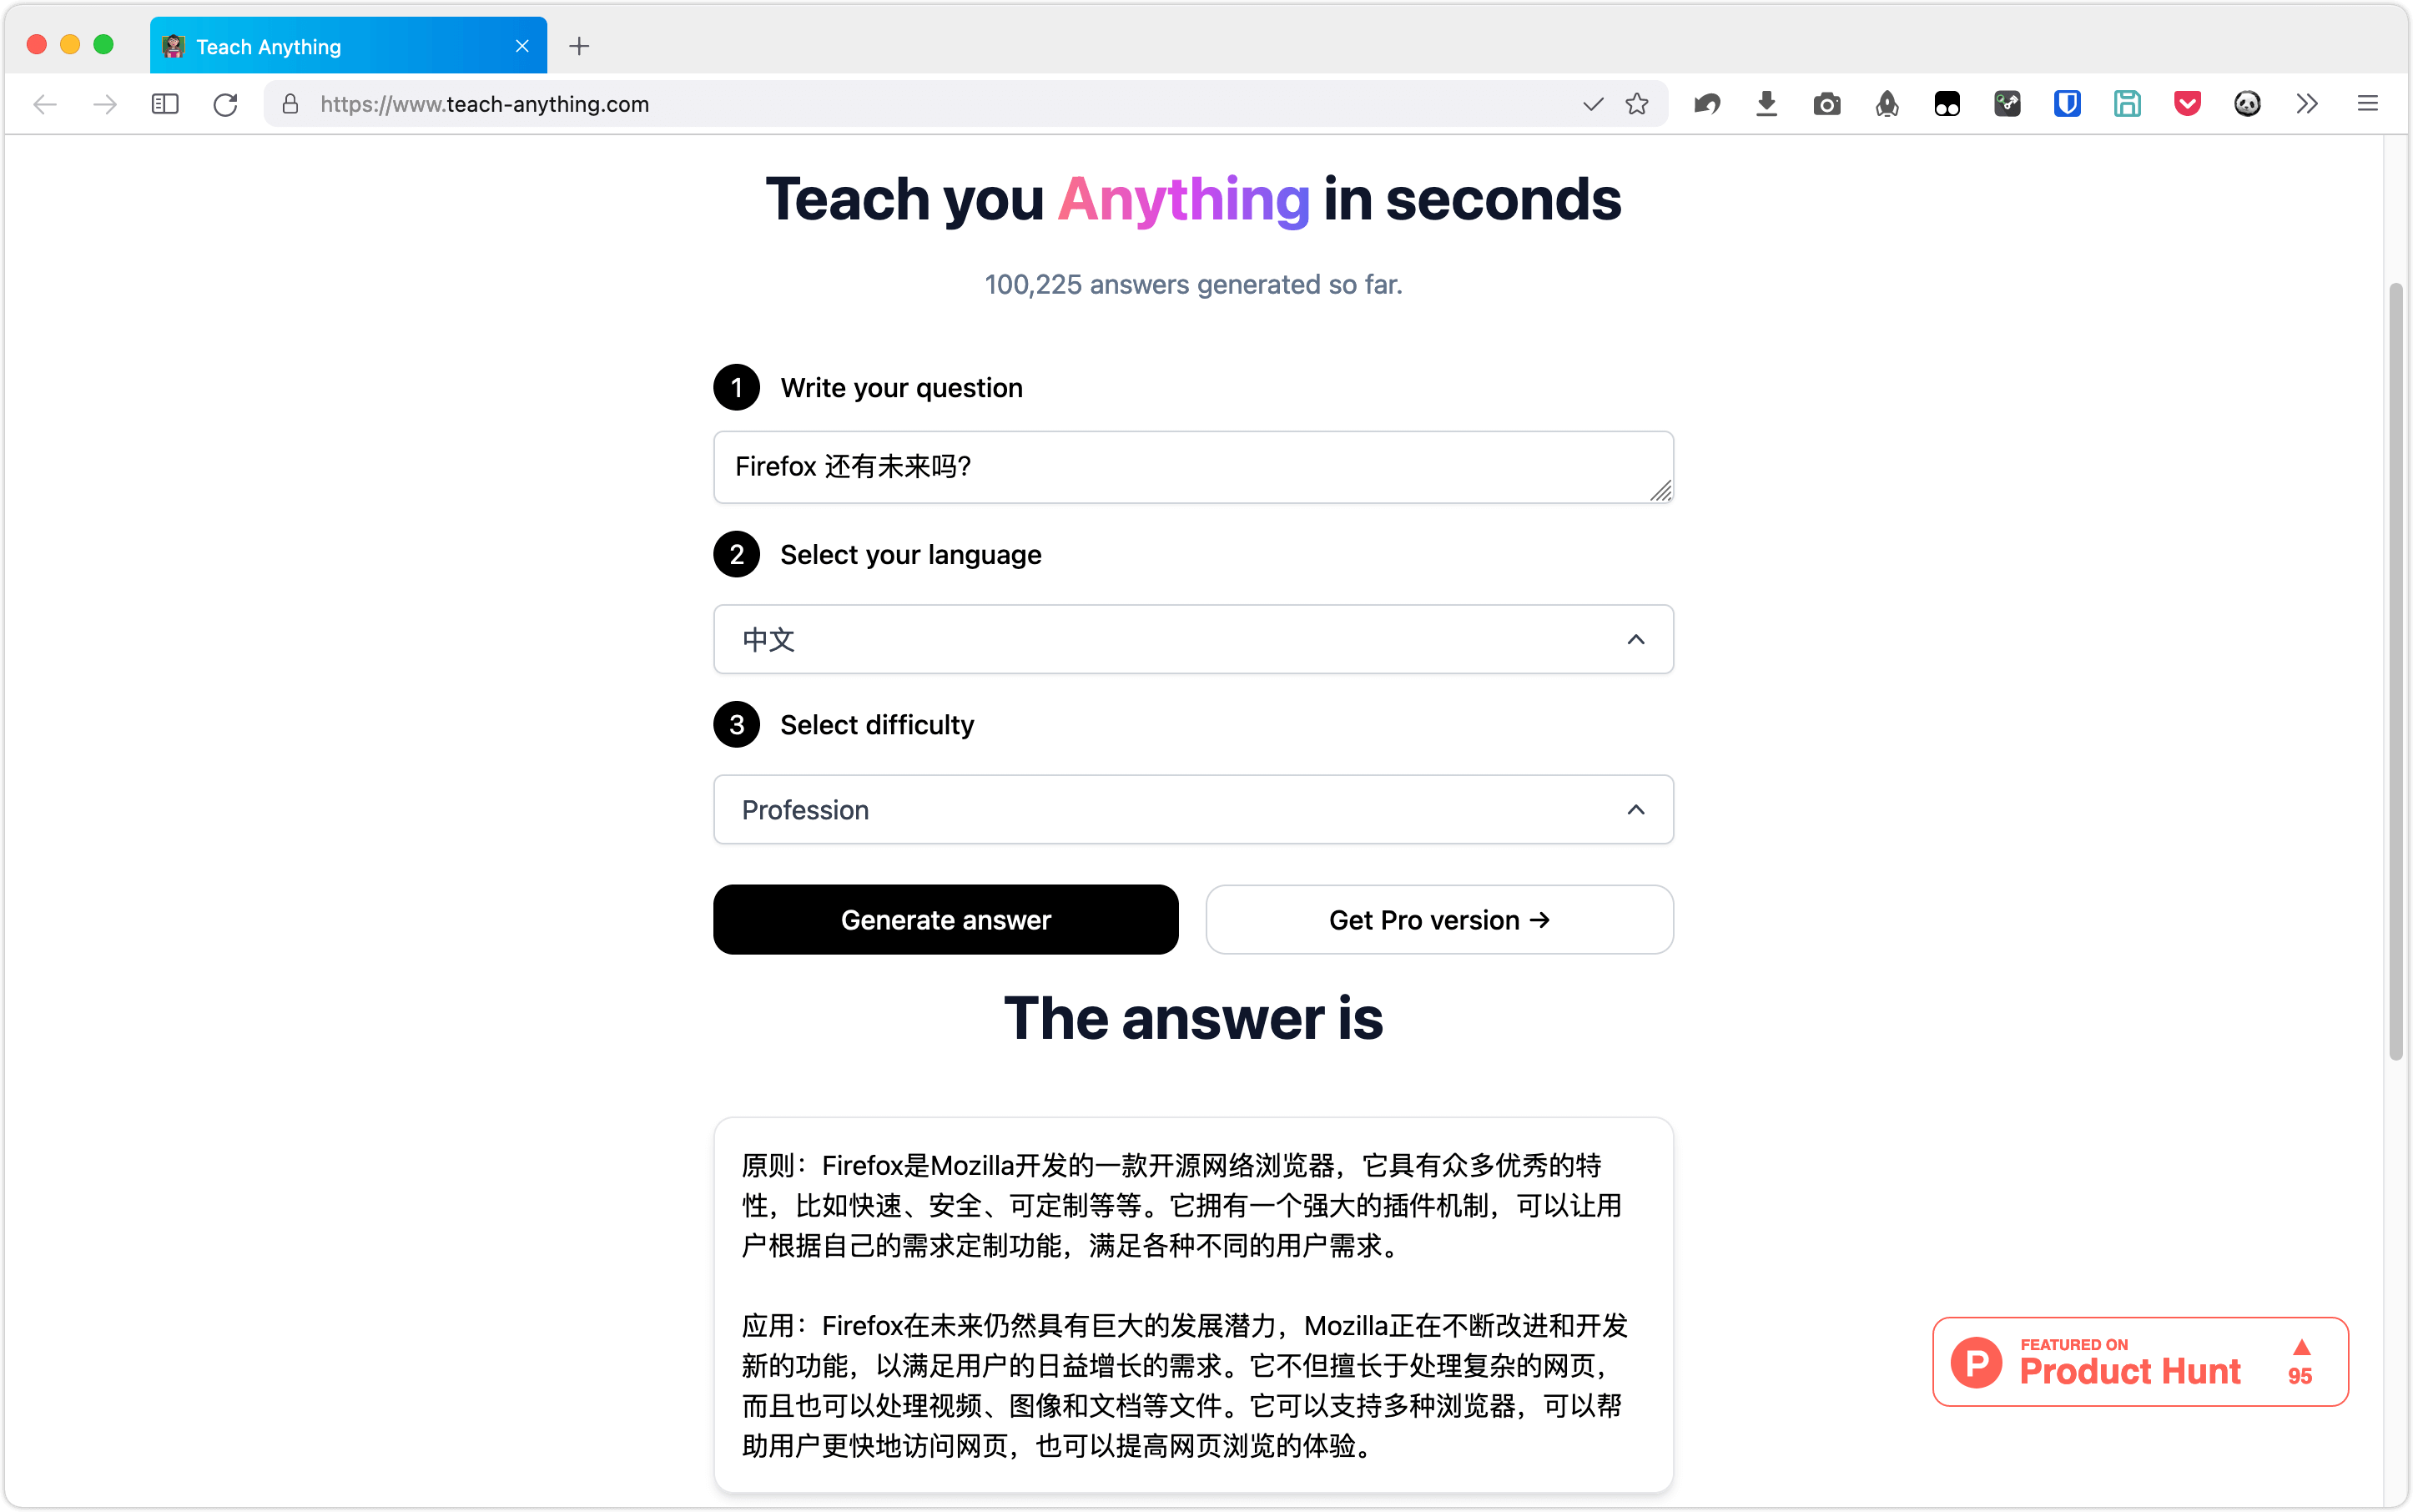 Teach Anything
https://www.teach-anything.com
Teach you Anything in seconds
100,225 answers generated so far.
1 Write your question
Firefox 还有未来吗?
2 Select your language
中文
3 Select difficulty
Profession
Generate answer
Get Pro version →
The answer is
原则：Firefox是Mozilla开发的一款开源网络浏览器，它具有众多优秀的特
性，比如快速、安全、可定制等等。它拥有一个强大的插件机制，可以让用
户根据自己的需求定制功能，满足各种不同的用户需求。
应用：Firefox在未来仍然具有巨大的发展潜力，Mozilla正在不断改进和开发
新的功能，以满足用户的日益增长的需求。它不但擅长于处理复杂的网页，
而且也可以处理视频、图像和文档等文件。它可以支持多种浏览器，可以帮
助用户更快地访问网页，也可以提高网页浏览的体验。
P
FEATURED ON
Product Hunt
▲
95